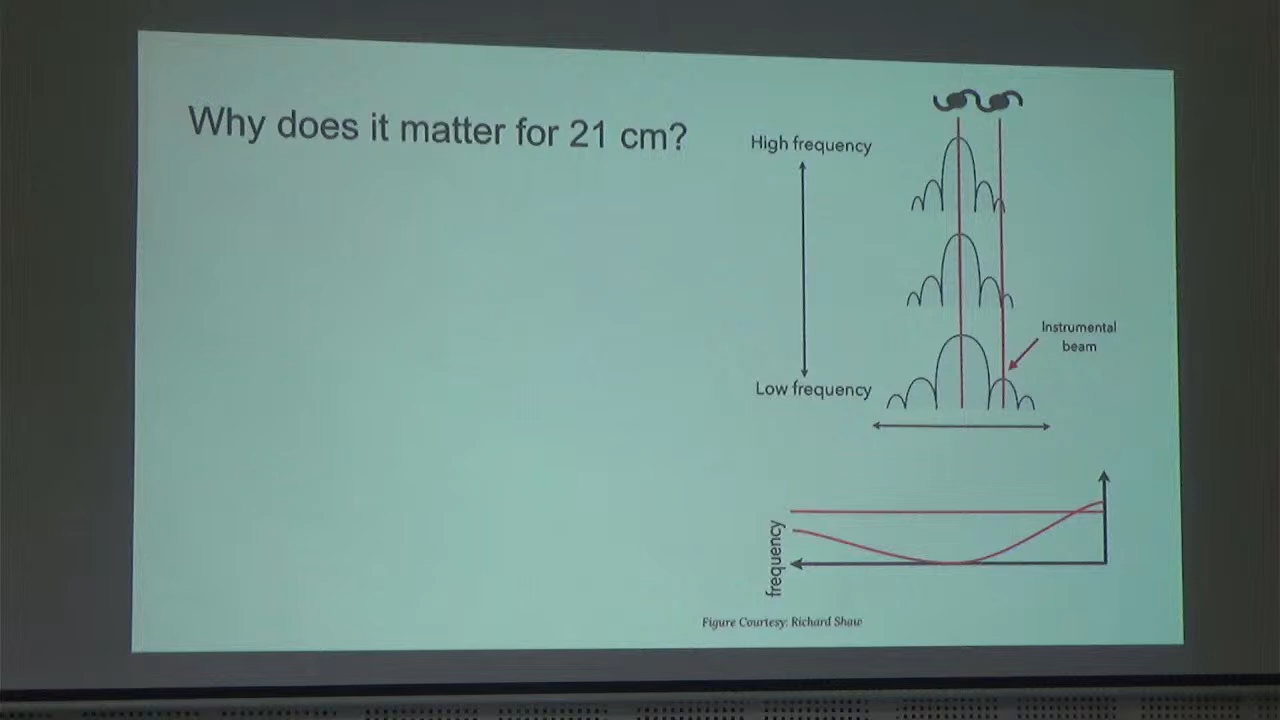 Why does it matter for 21 cm?
High frequency
Instrumental
beam
Low frequency
frequency
Figure Courtesy: Richard Shaw